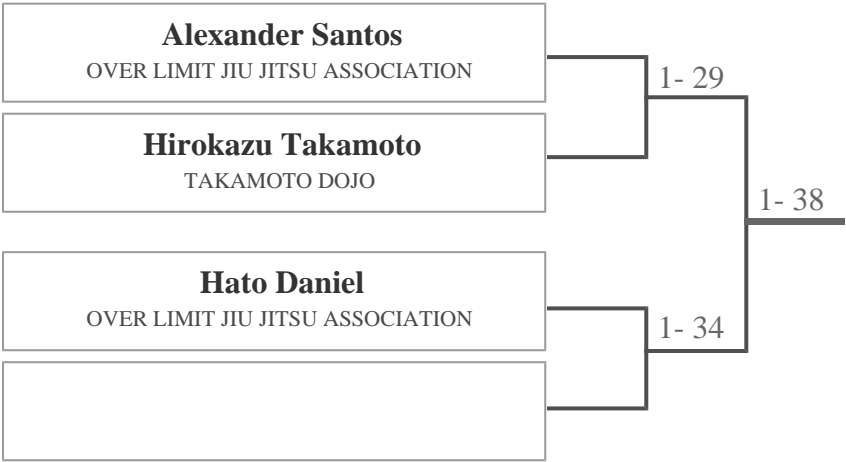 Alexander Santos
OVER LIMIT JIU JITSU ASSOCIATION
1- 29
Hirokazu Takamoto
TAKAMOTO DOJO
1- 38
Hato Daniel
OVER LIMIT JIU JITSU ASSOCIATION
1- 34